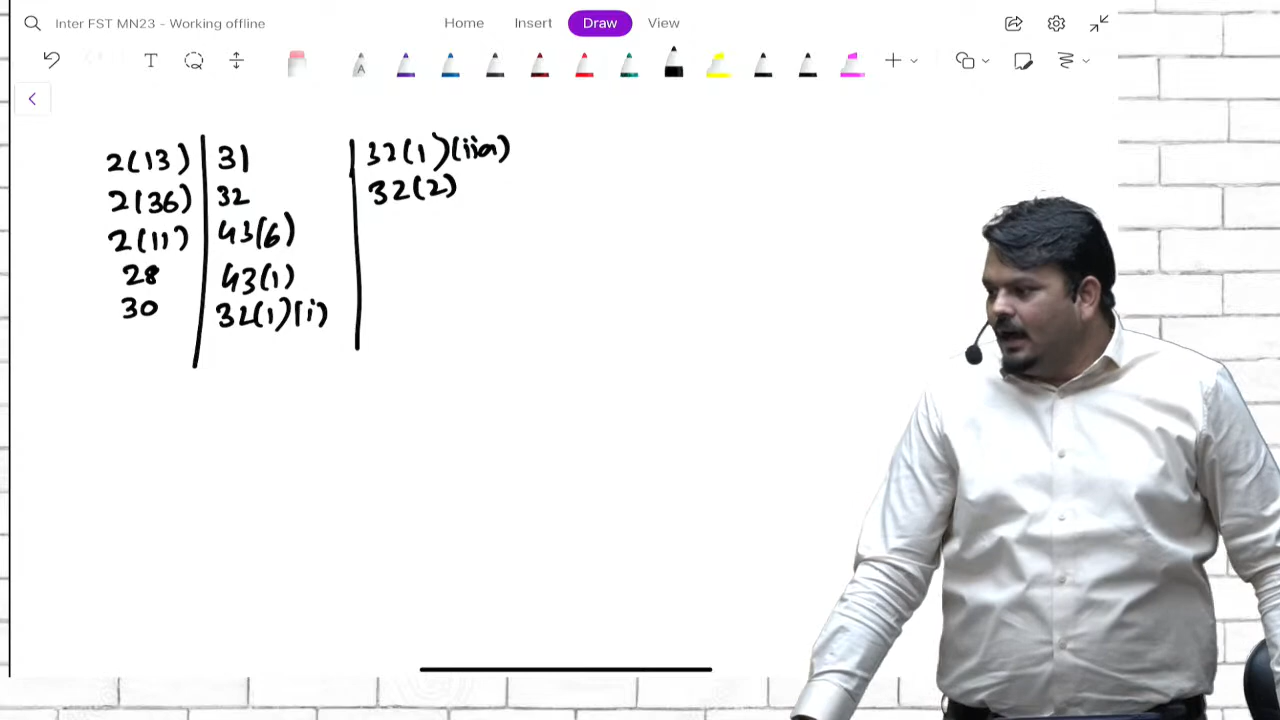 Inter FST MN23 - Working offline
Home Insert Draw View
T
A
2(13) 31 32(1)(iia)
2(36) 32 32(2)
2(11) 43(6)
28 43(1)
30 32(1)(i)